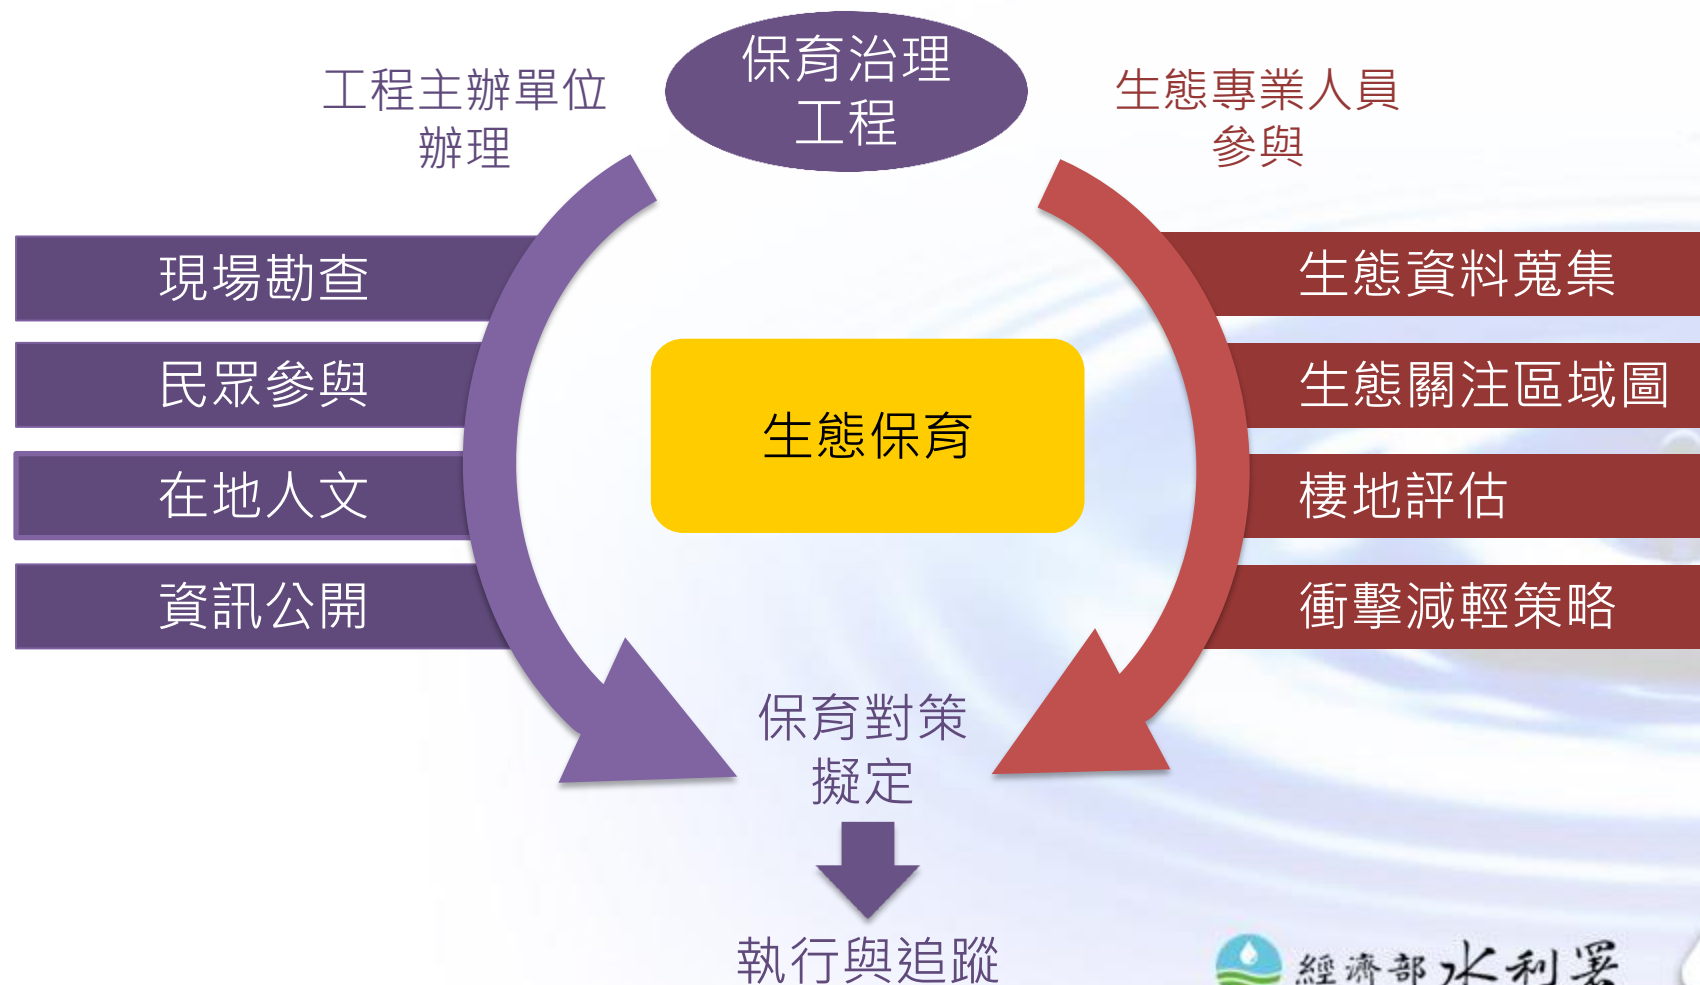 保育治理
工程
工程主辦單位
辦理
生態專業人員
參與
現場勘查
民眾參與
在地人文
資訊公開
生態保育
生態資料蒐集
生態關注區域圖
棲地評估
衝擊減輕策略
保育對策
擬定
執行與追蹤
經濟部水利署